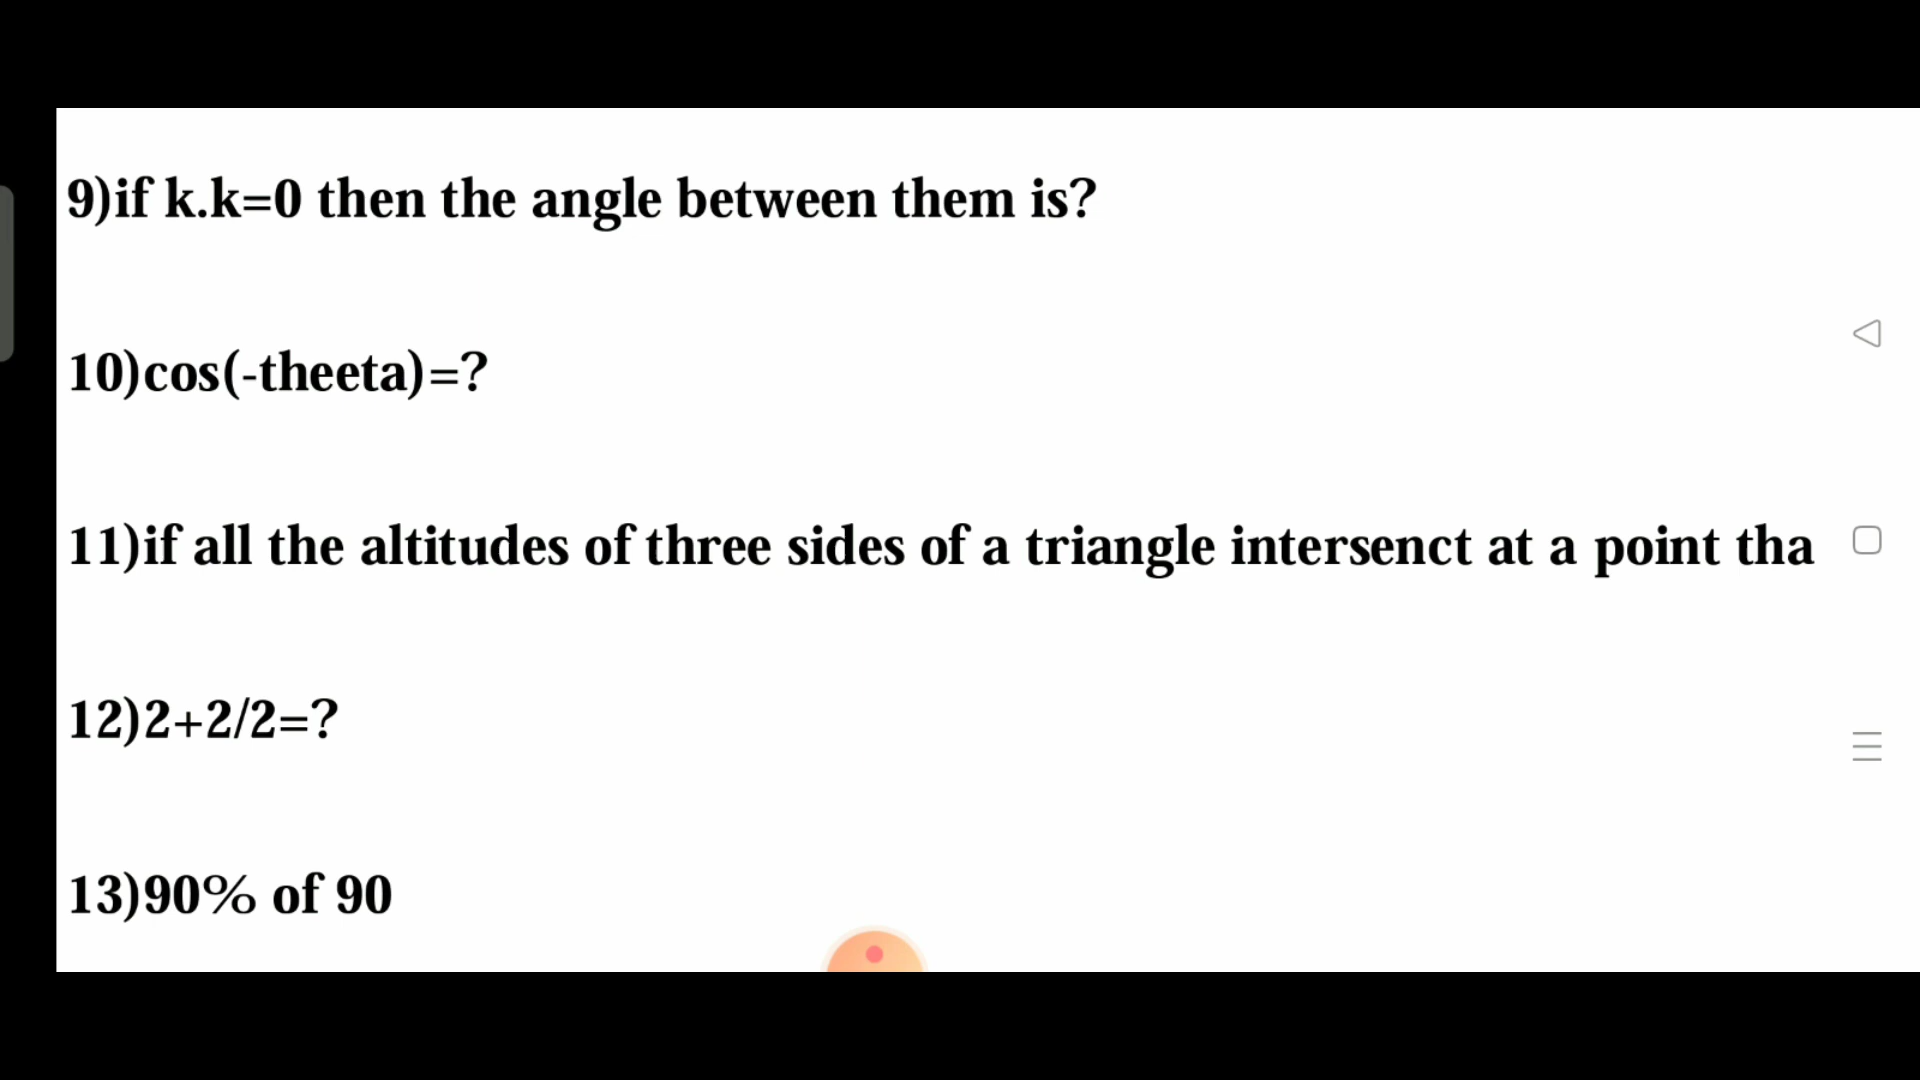 9)if k.k=0 then the angle between them is?
10)cos(-theeta)=?
11)if all the altitudes of three sides of a triangle intersenct at a point tha
12)2+2/2=?
13)90% of 90